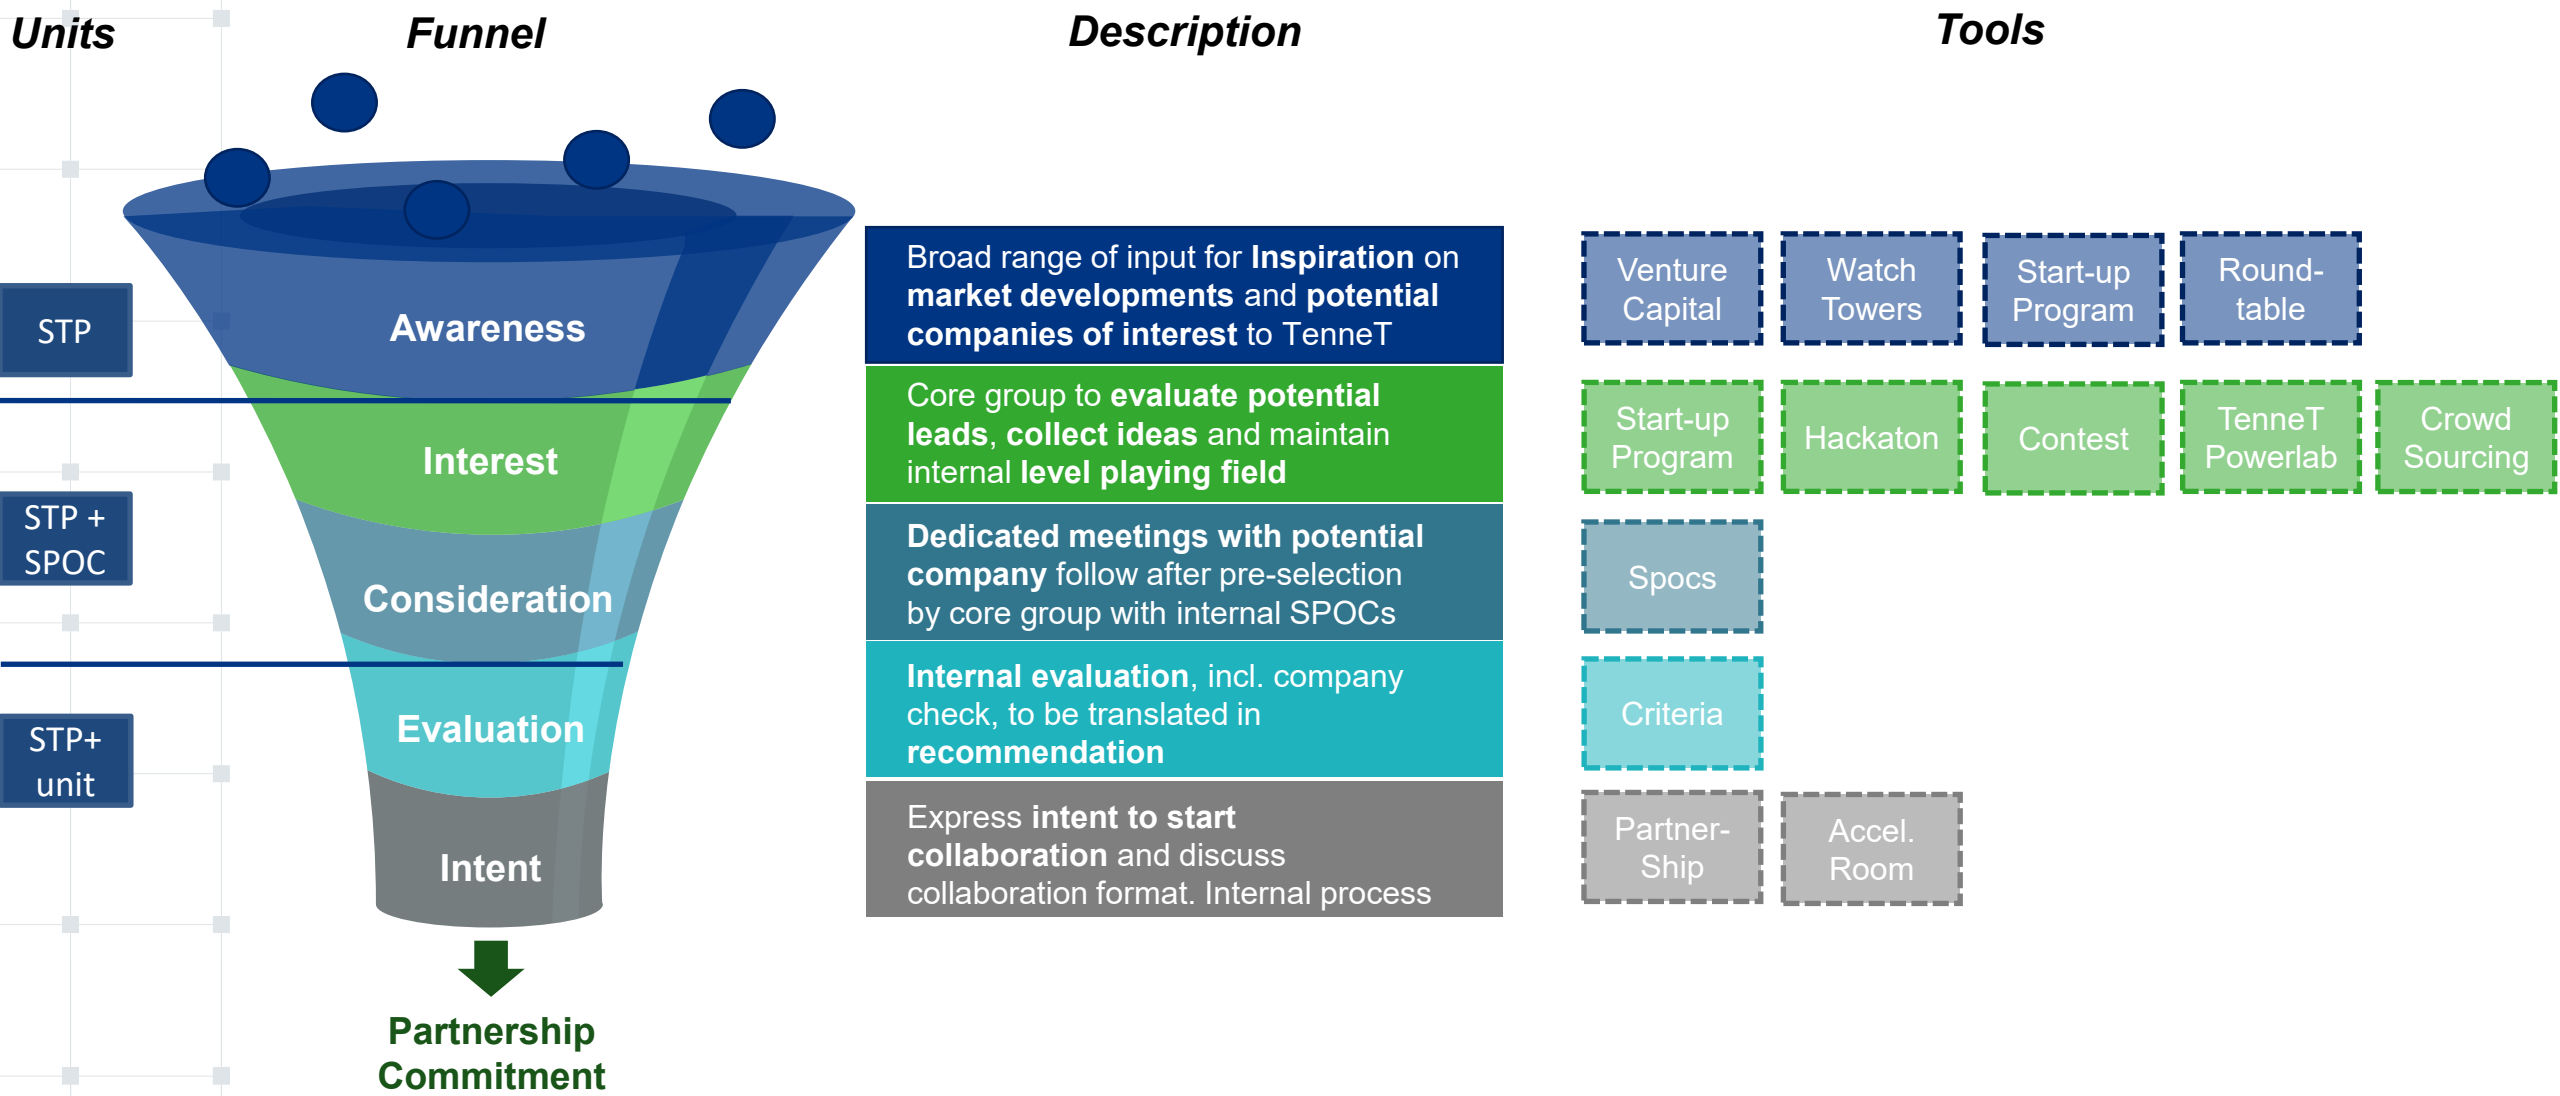 Units
Funnel
Description
Tools
STP
Awareness
Broad range of input for Inspiration on
market developments and potential
companies of interest to TenneT
Venture
Capital
Watch
Towers
Start-up
Program
Round-
table
STP +
SPOC
Interest
Core group to evaluate potential
leads, collect ideas and maintain
internal level playing field
Start-up
Program
Hackaton
Contest
TenneT
Powerlab
Crowd
Sourcing
Consideration
Dedicated meetings with potential
company follow after pre-selection
by core group with internal SPOCs
Spocs
STP+
unit
Evaluation
Internal evaluation, incl. company
check, to be translated in
recommendation
Criteria
Intent
Express intent to start
collaboration and discuss
collaboration format. Internal process
Partner-
Ship
Accel.
Room
Partnership
Commitment